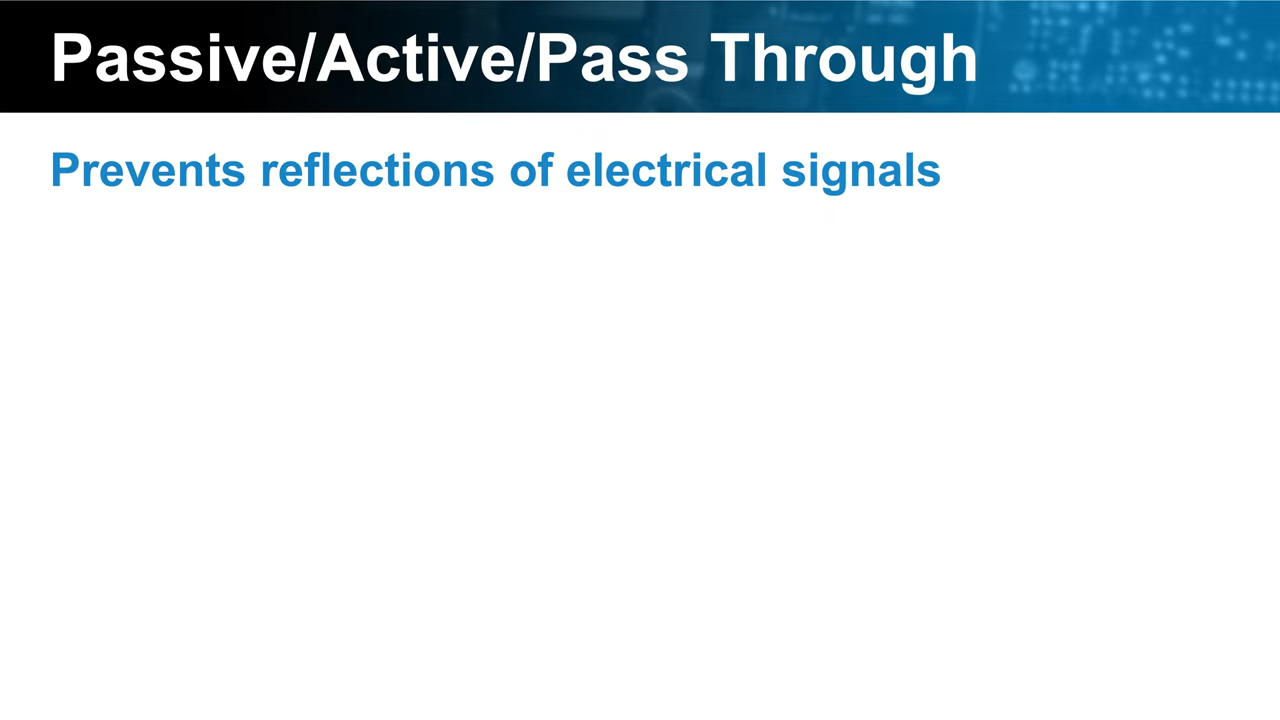 Passive/Active/Pass Through
Prevents reflections of electrical signals